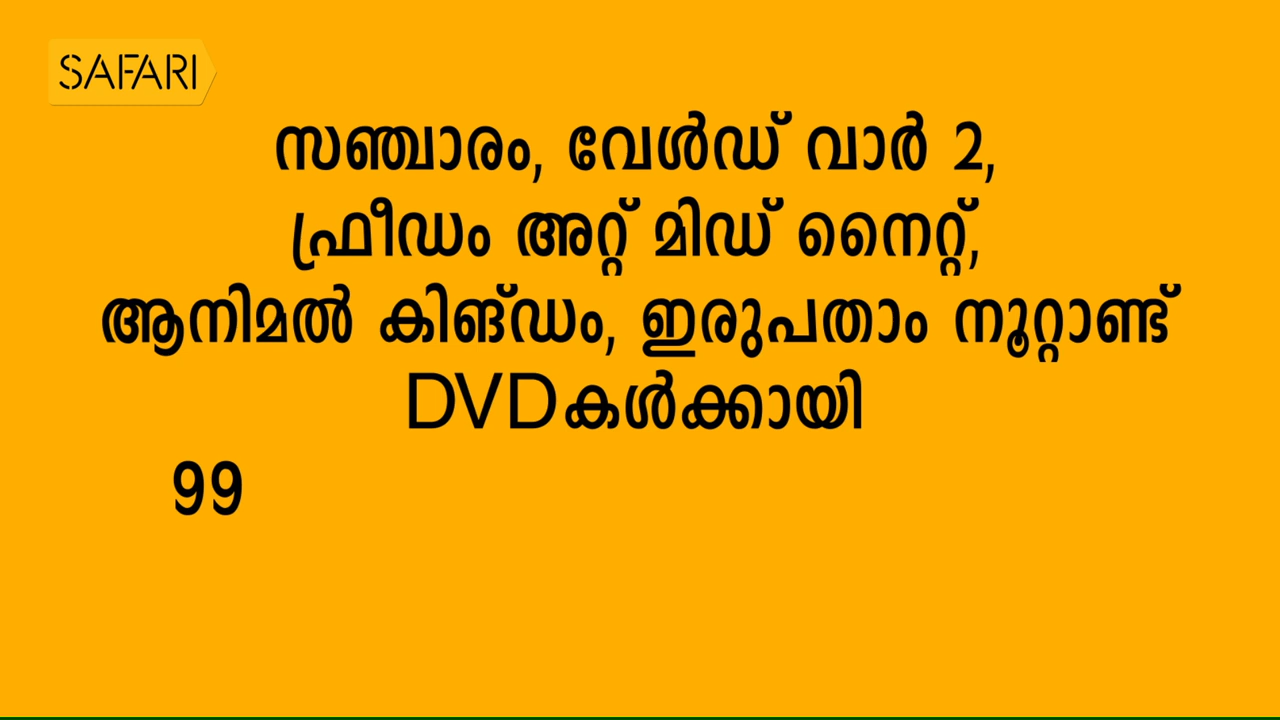 SAFARI
സഞ്ചാരം, വേൾഡ് വാർ 2,
ഫ്രീഡം അറ്റ് മിഡ് നൈറ്റ്,
ആനിമൽ കിങ്ഡം, ഇരുപതാം നൂറ്റാണ്ട്
DVDകൾക്കായി
99